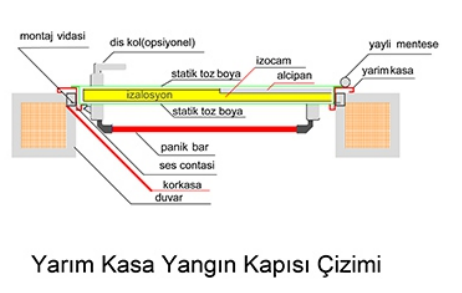 montaj vidasi
dis kol(opsiyonel)
yayli mentese
izocam
statik toz boya
alcipan
yarim kasa
izalosyon
statik toz boya
panik bar
ses contasi
korkasa
duvar
Yarım Kasa Yangın Kapısı Çizimi